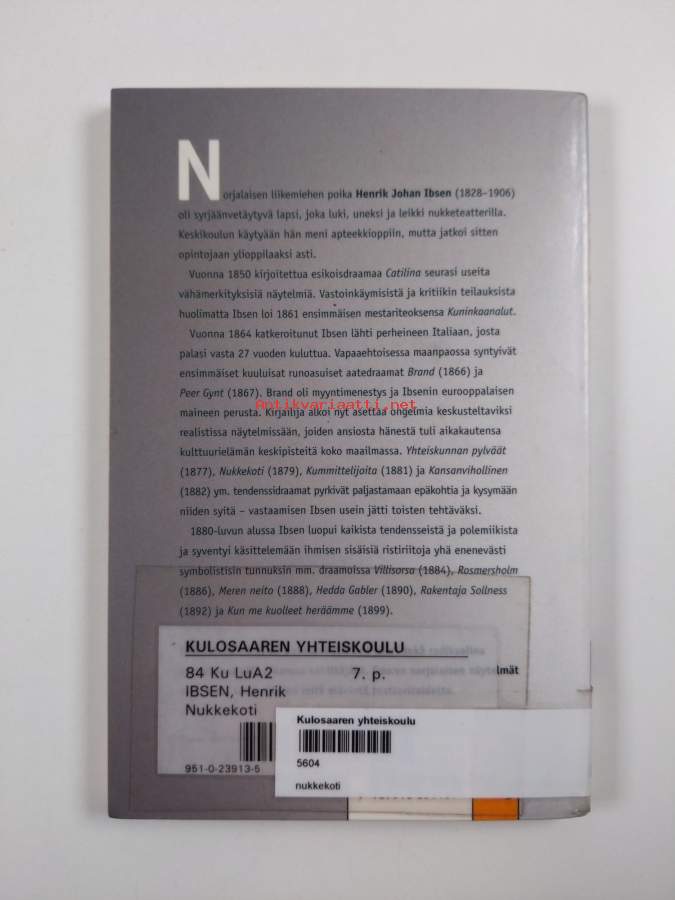 Norjalaisen liikemiehen poika Henrik Johan Ibsen (1828–1906)
oli syrjäänvetäytyvä lapsi, joka luki, uneksi ja leikki nukketeatterilla.
Keskikoulun käytyään hän meni apteekkioppiin, mutta jatkoi sitten
opintojaan ylioppilaaksi asti.
Vuonna 1850 kirjoitettua esikoisdraamaa Catilina seurasi useita
vähämerkityksisiä näytelmiä. Vastoinkäymisistä ja kritiikin teilauksista
huolimatta Ibsen loi 1861 ensimmäisen mestariteoksensa Kuninkaanalut.
Vuonna 1864 katkeroitunut Ibsen lähti perheineen Italiaan, josta
palasi vasta 27 vuoden kuluttua. Vapaaehtoisessa maanpaossa syntyivät
ensimmäiset kuuluisat runoasuiset aatedraamat Brand (1866) ja
Peer Gynt (1867). Brand oli myyntimenestys ja Ibsenin eurooppalaisen
Antikvariaatti.net
maineen perusta. Kirjailija alkoi nyt asettaa ongelmia keskusteltaviksi
realistissa näytelmissään, joiden ansiosta hänestä tuli aikakautensa
kulttuurielämän keskipisteitä koko maailmassa. Yhteiskunnan pylväät
(1877), Nukkekoti (1879), Kummittelijoita (1881) ja Kansanvihollinen
(1882) ym. tendenssidraamat pyrkivät paljastamaan epäkohtia ja kysymään
niiden syitä – vastaamisen Ibsen usein jätti toisten tehtäväksi.
1880-luvun alussa Ibsen luopui kaikista tendensseistä ja polemiikista
ja syventyi käsittelemään ihmisen sisäisiä ristiriitoja yhä enenevästi
symbolistisin tunnuksin mm. draamoissa Villisorsa (1884), Rosmersholm
(1886), Meren neito (1888), Hedda Gabler (1890), Rakentaja Sollness
(1892) ja Kun me kuolleet heräämme (1899).
KULOSAAREN YHTEISKOULU
84 Ku LuA2 7. p.
IBSEN, Henrik
Nukkekoti
951-0-23913-5
Kulosaaren yhteiskoulu
5604
nukkekoti